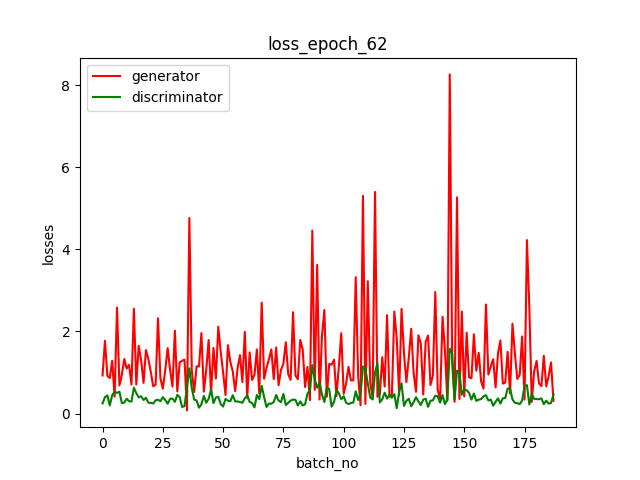 loss_epoch_62
generator
discriminator
8
6
4
2
0
losses
0
25
50
75
100
125
150
175
batch_no